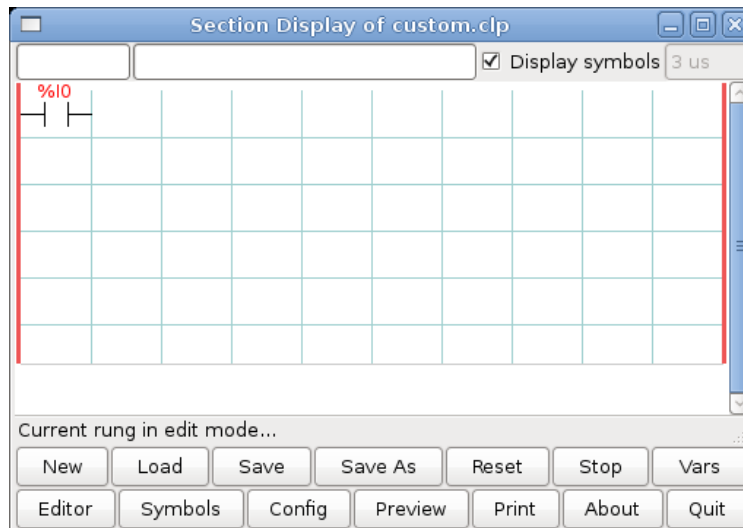 Section Display of custom.clp
Display symbols 3 us
%I0
Current rung in edit mode...
New Load Save Save As Reset Stop Vars
Editor Symbols Config Preview Print About Quit